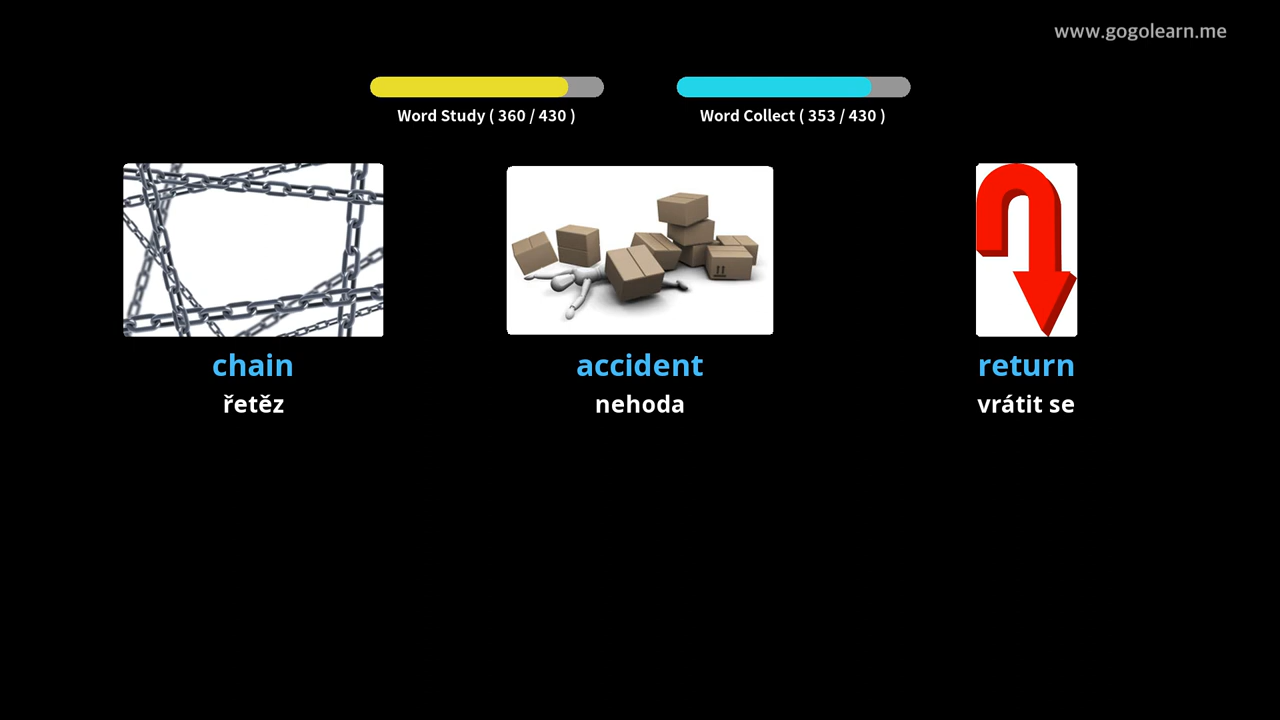 www.gogolearn.me
Word Study ( 360 / 430 )
Word Collect ( 353 / 430 )
chain
accident
return
řetěz
nehoda
vrátit se